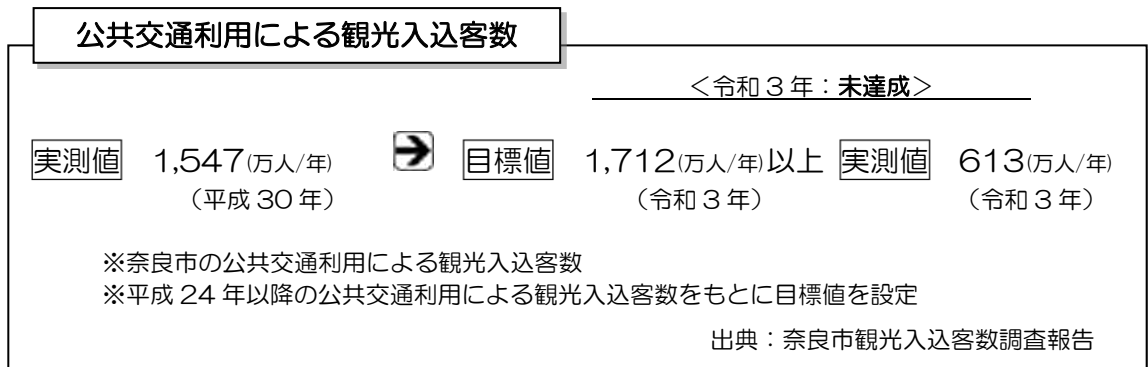 公共交通利用による観光入込客数
＜令和3年：未達成＞
実測値 1,547(万人/年) ➔ 目標値 1,712(万人/年)以上 実測値 613(万人/年)
（平成30年） （令和3年） （令和3年）
※奈良市の公共交通利用による観光入込客数
※平成24年以降の公共交通利用による観光入込客数をもとに目標値を設定
出典：奈良市観光入込客数調査報告